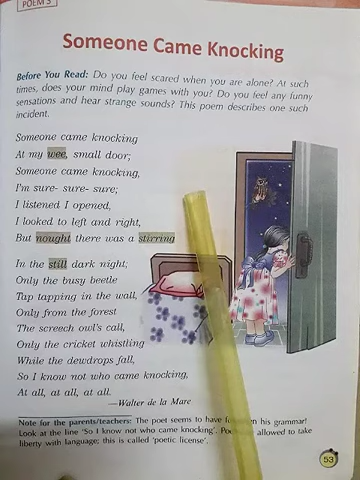 POEM 3
Someone Came Knocking
Before You Read: Do you feel scared when you are alone? At such
times, does your mind play games with you? Do you feel any funny
sensations and hear strange sounds? This poem describes one such
incident.
Someone came knocking
At my wee, small door;
Someone came knocking,
I'm sure- sure- sure;
I listened I opened,
I looked to left and right,
But nought there was a stirring
In the still dark night;
Only the busy beetle
Tap tapping in the wall,
Only from the forest
The screech owl's call,
Only the cricket whistling
While the dewdrops fall,
So I know not who came knocking,
At all, at all, at all.
—Walter de la Mare
Note for the parents/teachers: The poet seems to have in his grammar!
Look at the line 'So I know not who came knocking'. allowed to take
liberty with language; this is called 'poetic license'.
53